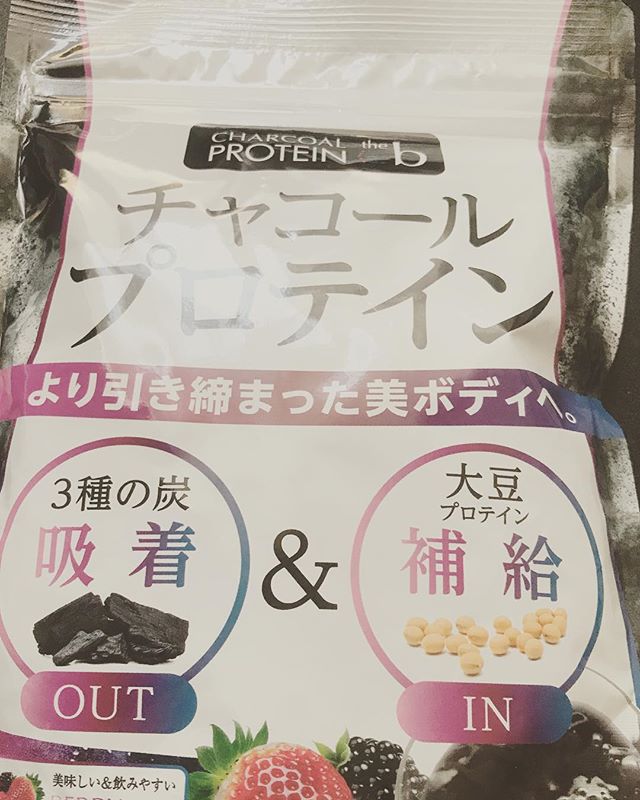 CHARCOAL
PROTEIN the b
チャコール
プロテイン
より引き締まった美ボディへ。
3種の炭
吸着
OUT
&
大豆
プロテイン
補給
IN
美味しい&飲みやすい